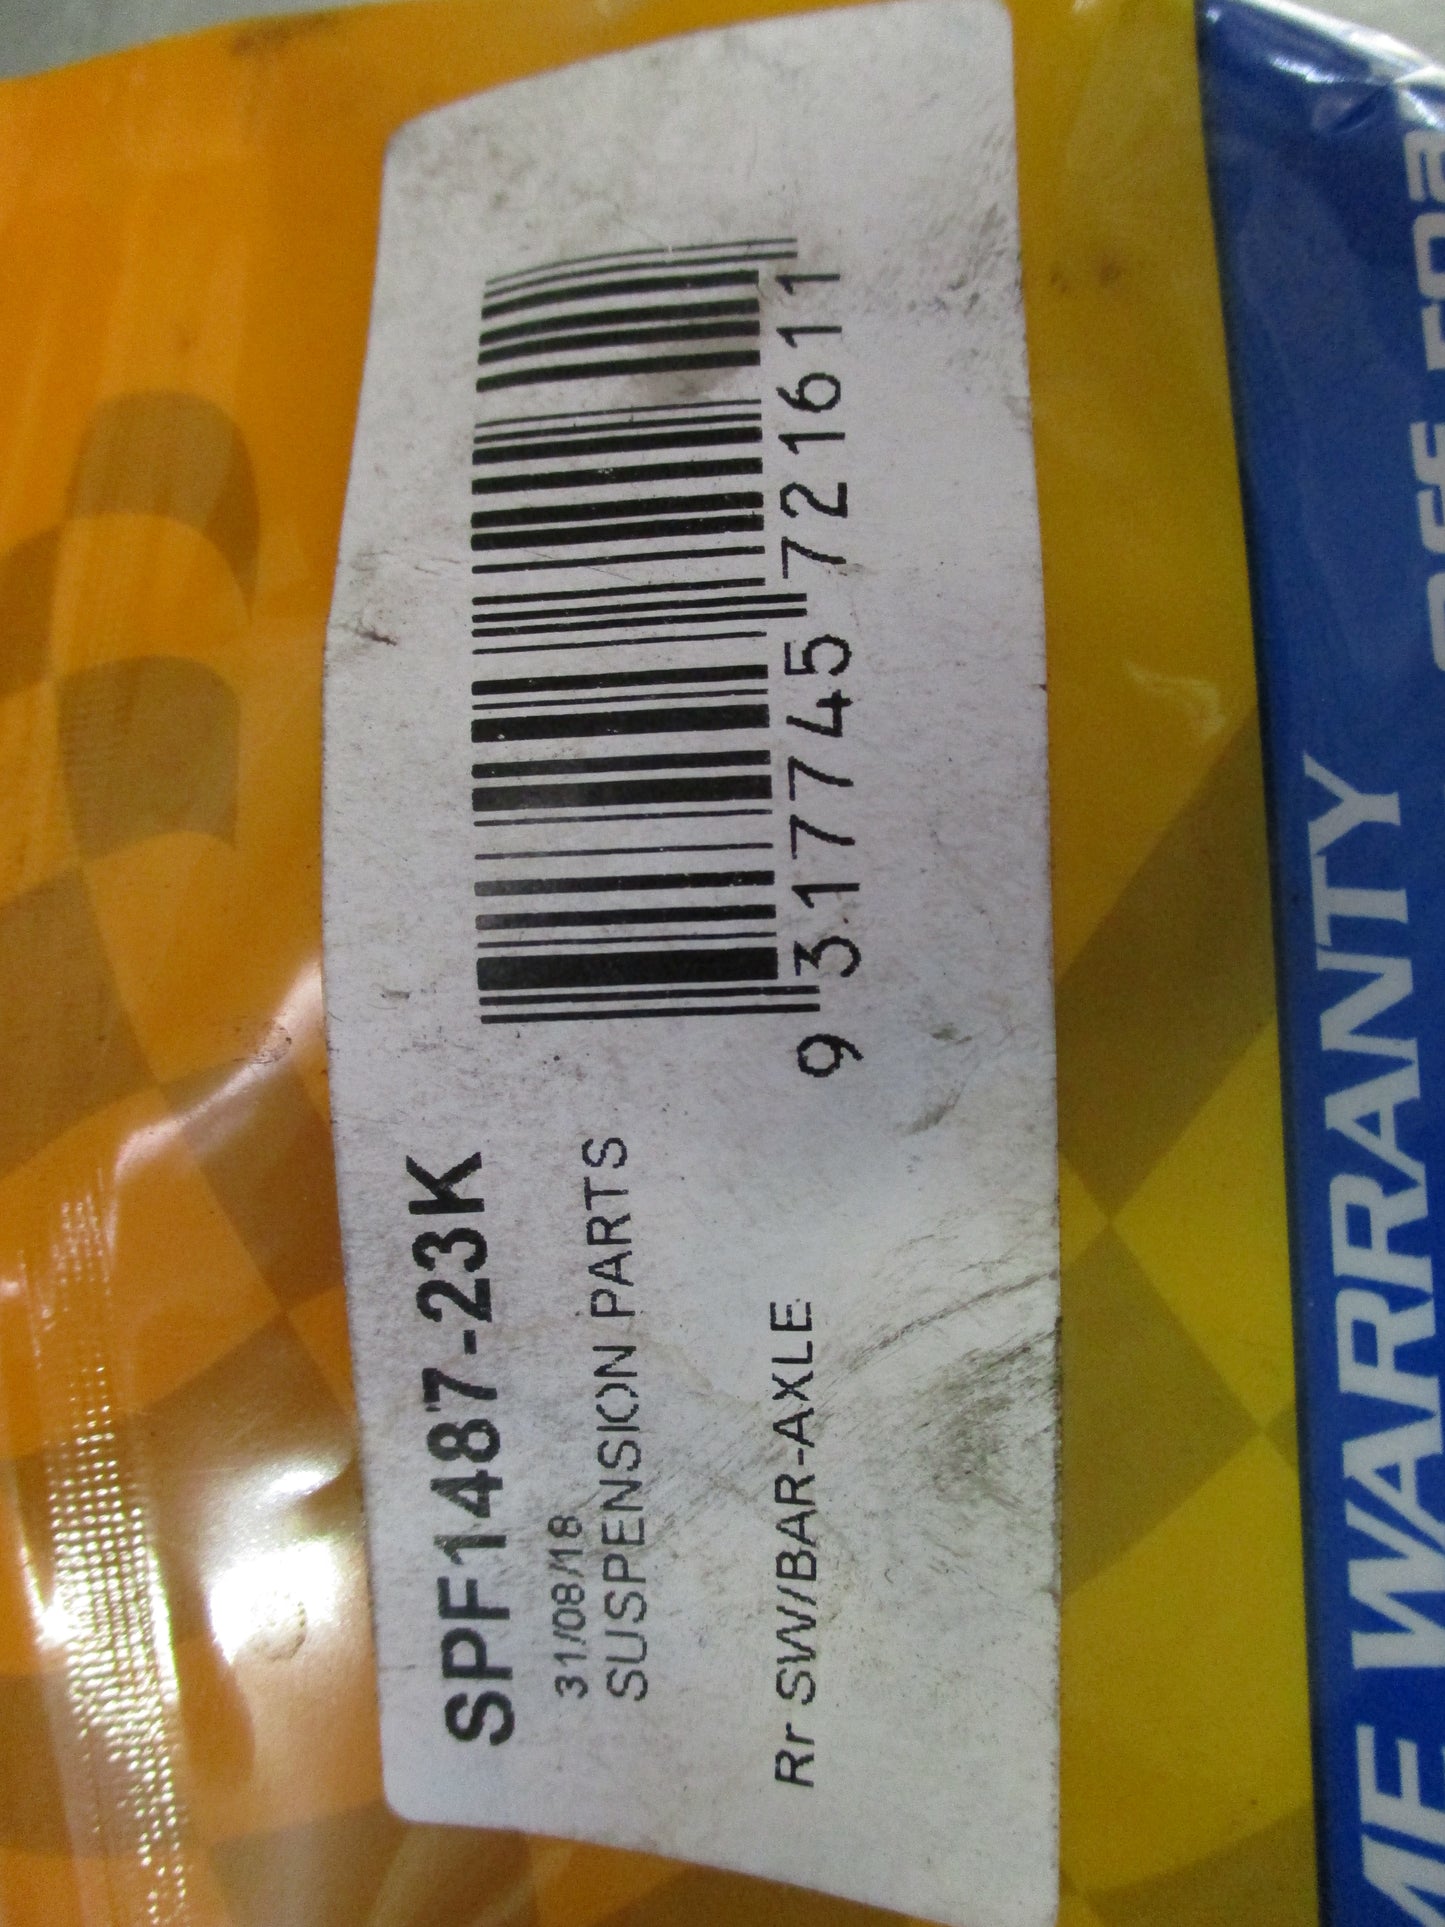 SPF1487-23K
31/08/18
SUSPENSION PARTS
Rr SW/BAR-AXLE
9 317745 721611
WARRANTY